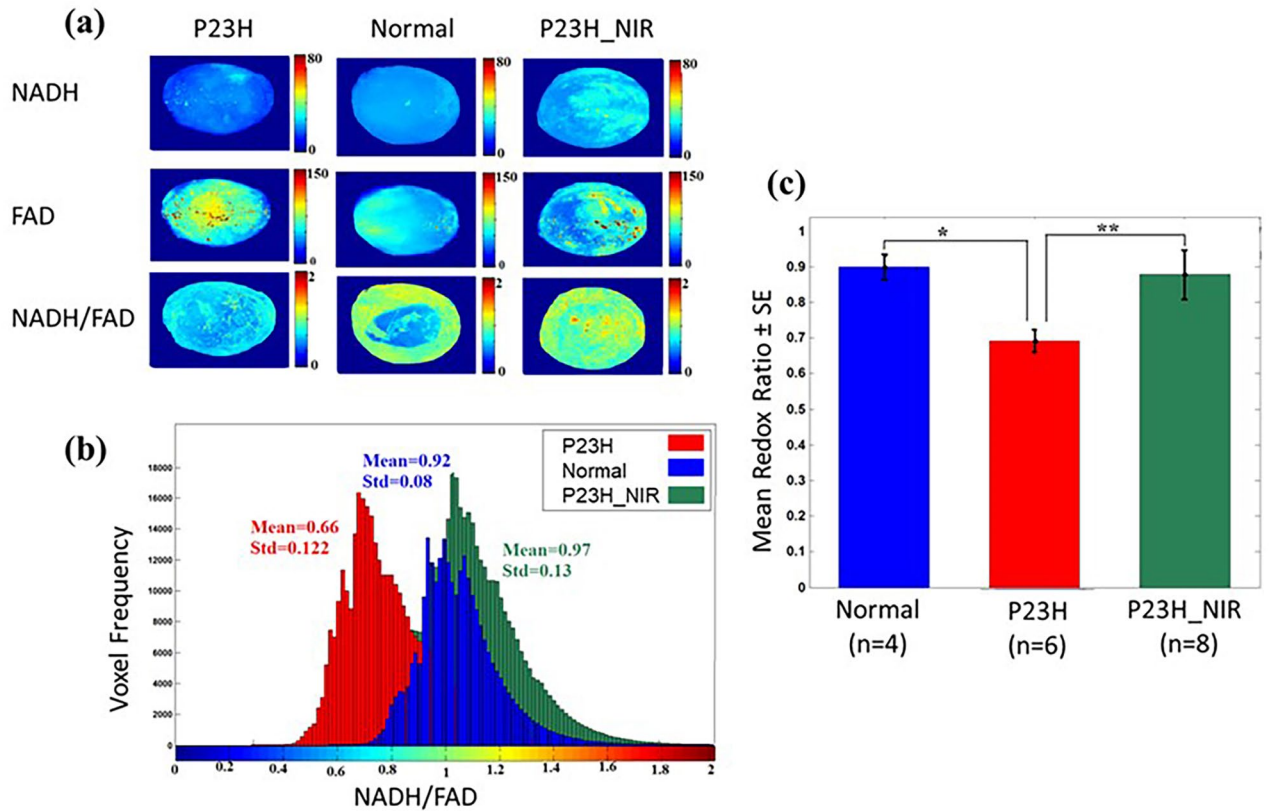 (a)
P23H Normal P23H_NIR
NADH
80 80 80
0 0 0
FAD
150 150 150
0 0 0
NADH/FAD
2 2 2
0 0 0
(b)
Voxel Frequency
18000
16000
14000
12000
10000
8000
6000
4000
2000
0
Mean=0.66
Std=0.122
Mean=0.92
Std=0.08
Mean=0.97
Std=0.13
P23H
Normal
P23H_NIR
0 0.2 0.4 0.6 0.8 1 1.2 1.4 1.6 1.8 2
NADH/FAD
(c)
Mean Redox Ratio ± SE
1
0.9
0.8
0.7
0.6
0.5
0.4
0.3
0.2
0.1
0
* **
Normal P23H P23H_NIR
(n=4) (n=6) (n=8)